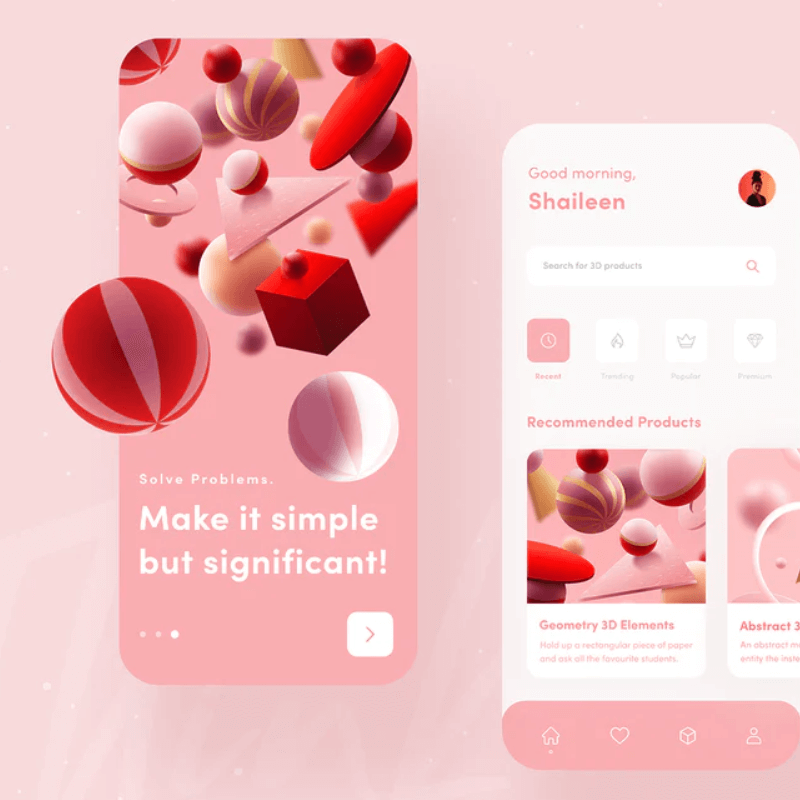 Solve Problems.
Make it simple
but significant!
Good morning,
Shaileen
Search for 3D products
Recent
Trending
Popular
Premium
Recommended Products
Geometry 3D Elements
Hold up a rectangular piece of paper
and ask all the favourite students.
Abstract 3
An abstract m
entity the inste